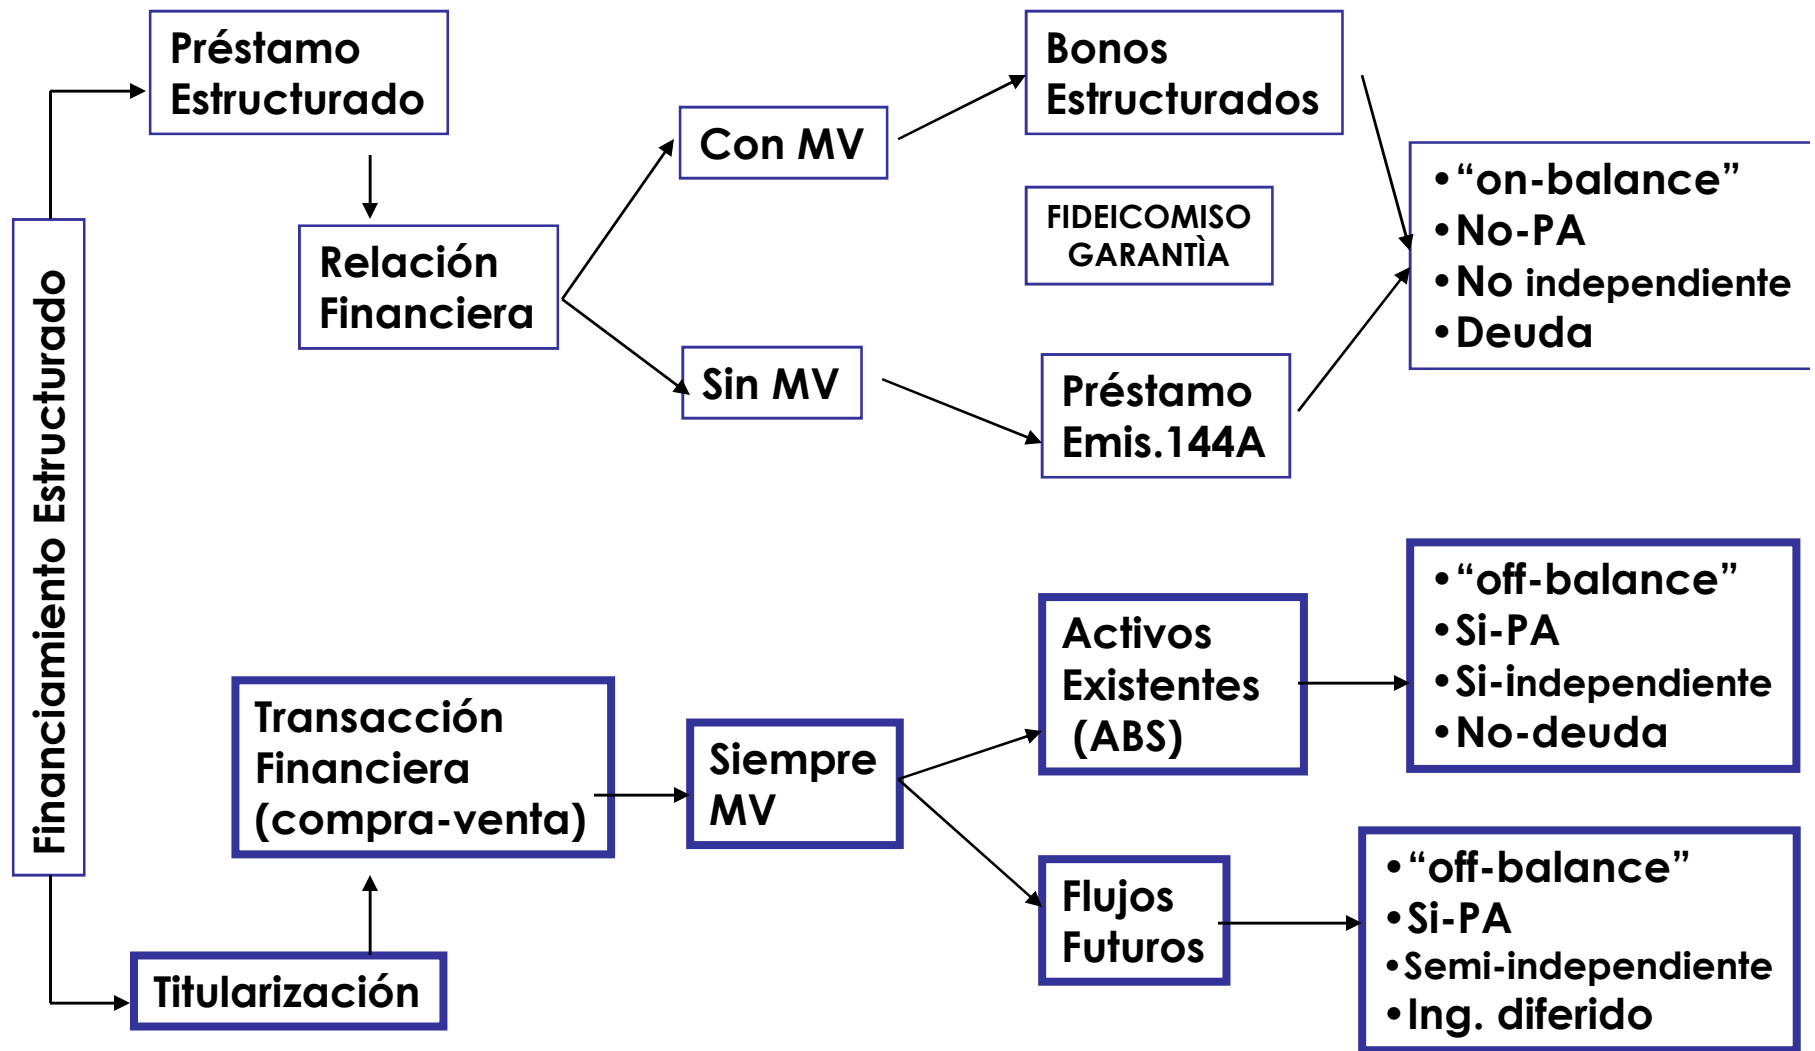 Financiamiento Estructurado
Préstamo
Estructurado
Relación
Financiera
Con MV
Sin MV
Bonos
Estructurados
FIDEICOMISO
GARANTÌA
Préstamo
Emis.144A
•“on-balance”
•No-PA
•No independiente
•Deuda
Titularización
Transacción
Financiera
(compra-venta)
Siempre
MV
Activos
Existentes
(ABS)
•“off-balance”
•Si-PA
•Si-independiente
•No-deuda
Flujos
Futuros
•“off-balance”
•Si-PA
•Semi-independiente
•Ing. diferido